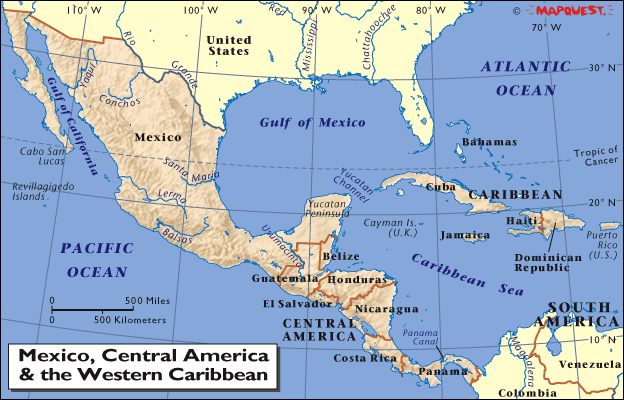 © MAPQUEST.
110° W
100° W
90° W
80° W
70° W
United
States
Rio
Grande
Red
Mississippi
Chattahoochee
ATLANTIC
OCEAN
30° N
Yaqui
Conchos
Gulf of California
Mexico
Gulf of Mexico
Bahamas
Tropic of
Cancer
Cabo San
Lucas
Santa Maria
Revillagigedo
Islands
Lerma
Balsas
Yucatan
Channel
Yucatan
Peninsula
Cuba
CARIBBEAN
20° N
Cayman Is.
(U.K.)
Haiti
Jamaica
Puerto
Rico
(U.S.)
Dominican
Republic
Usumacinta
Belize
PACIFIC
OCEAN
Guatemala
Honduras
Caribbean Sea
El Salvador
Nicaragua
0
500 Miles
0
500 Kilometers
CENTRAL
AMERICA
SOUTH
AMERICA
Panama
Canal
10° N
Costa Rica
Panama
Magdalena
Venezuela
Colombia
Mexico, Central America
& the Western Caribbean